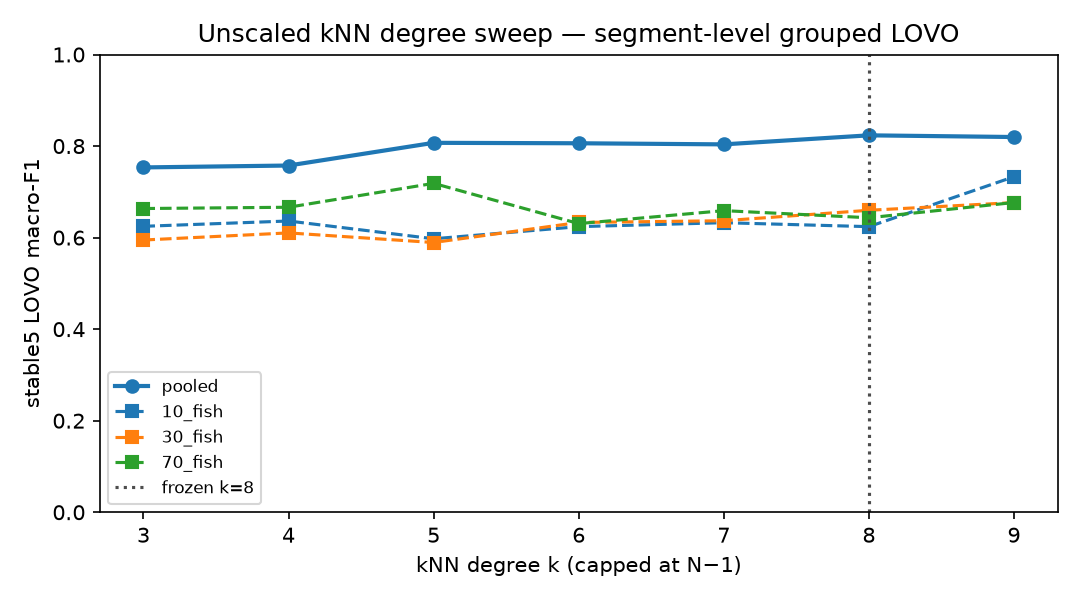 Unscaled kNN degree sweep — segment-level grouped LOVO
stable5 LOVO macro-F1
1.0
0.8
0.6
0.4
0.2
0.0
pooled
10_fish
30_fish
70_fish
frozen k=8
3 4 5 6 7 8 9
kNN degree k (capped at N−1)